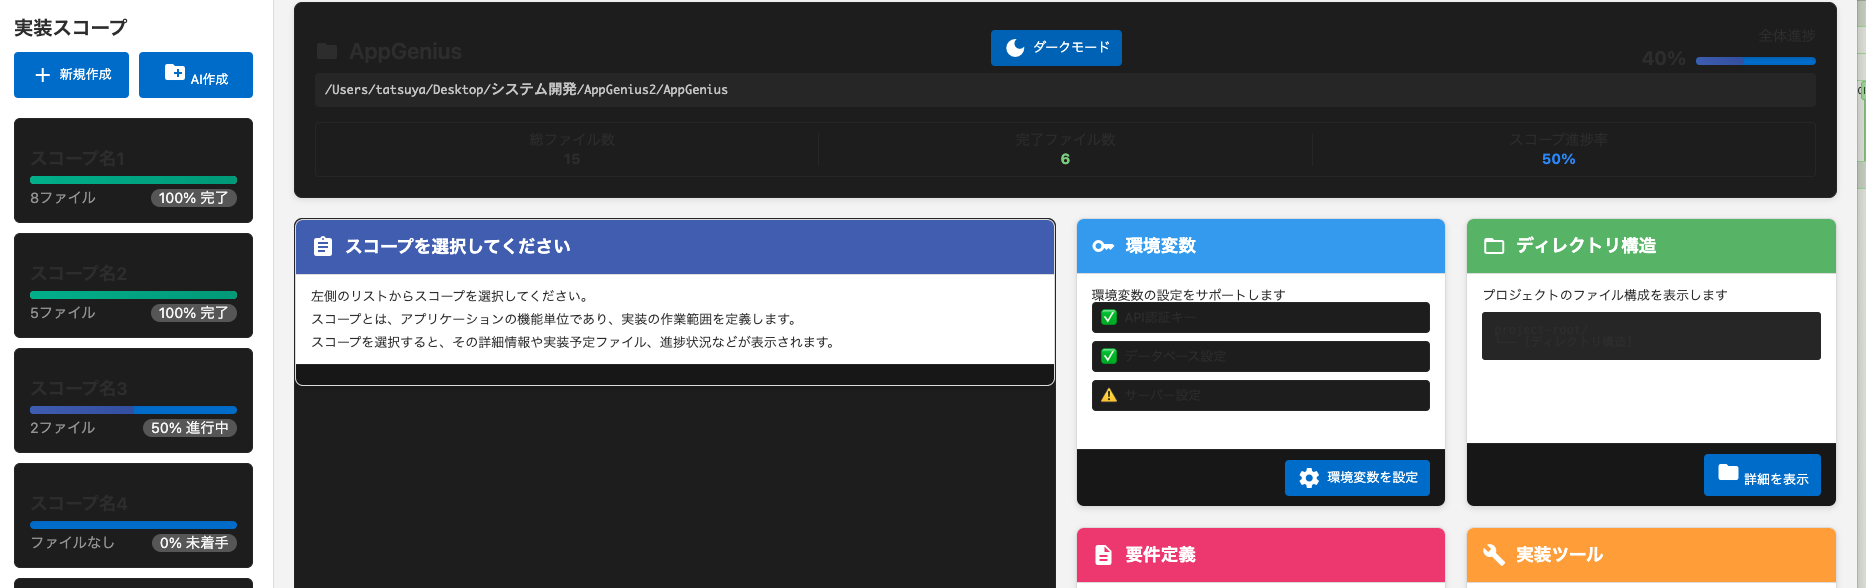 実装スコープ
新規作成
AI作成
スコープ名1
8ファイル
100% 完了
スコープ名2
5ファイル
100% 完了
スコープ名3
2ファイル
50% 進行中
スコープ名4
ファイルなし
0% 未着手
AppGenius
ダークモード
全体進捗
40%
/Users/tatsuya/Desktop/システム開発/AppGenius2/AppGenius
総ファイル数
15
完了ファイル数
6
スコープ進捗率
50%
スコープを選択してください
左側のリストからスコープを選択してください。
スコープとは、アプリケーションの機能単位であり、実装の作業範囲を定義します。
スコープを選択すると、その詳細情報や実装予定ファイル、進捗状況などが表示されます。
環境変数
環境変数の設定をサポートします
API認証キー
データベース設定
サーバー設定
環境変数を設定
ディレクトリ構造
プロジェクトのファイル構成を表示します
project-root/
[ディレクトリ構造]
詳細を表示
要件定義
実装ツール